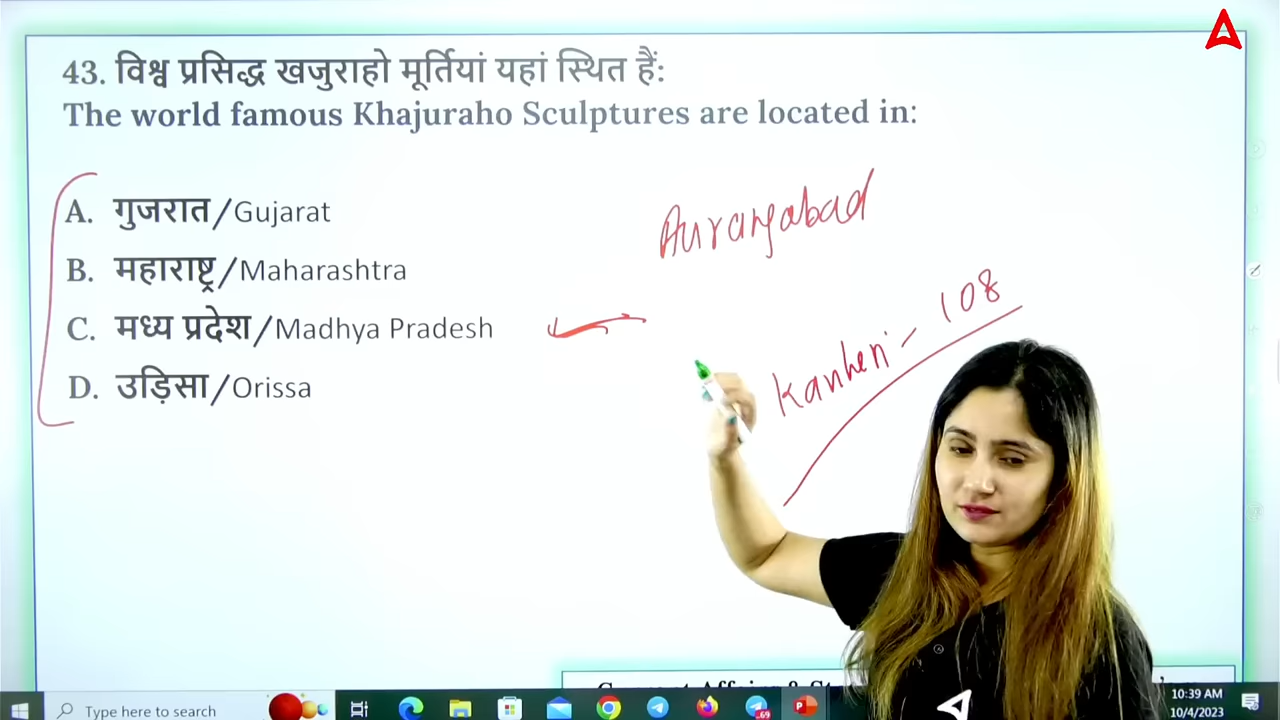 43. विश्व प्रसिद्ध खजुराहो मूर्तियां यहां स्थित हैं:
The world famous Khajuraho Sculptures are located in:
A. गुजरात/Gujarat
B. महाराष्ट्र/Maharashtra
C. मध्य प्रदेश/Madhya Pradesh
D. उड़िसा/Orissa
Aurangabad
Kanheri - 108
Type here to search
69
10:39 AM
10/4/2023